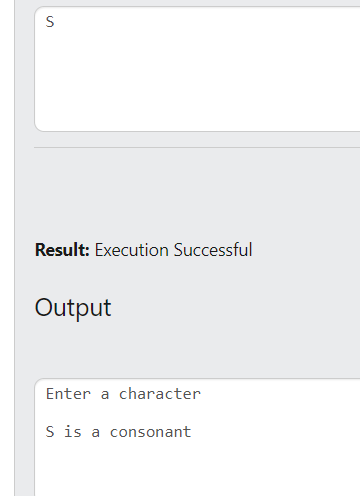 S
Result: Execution Successful
Output
Enter a character
S is a consonant